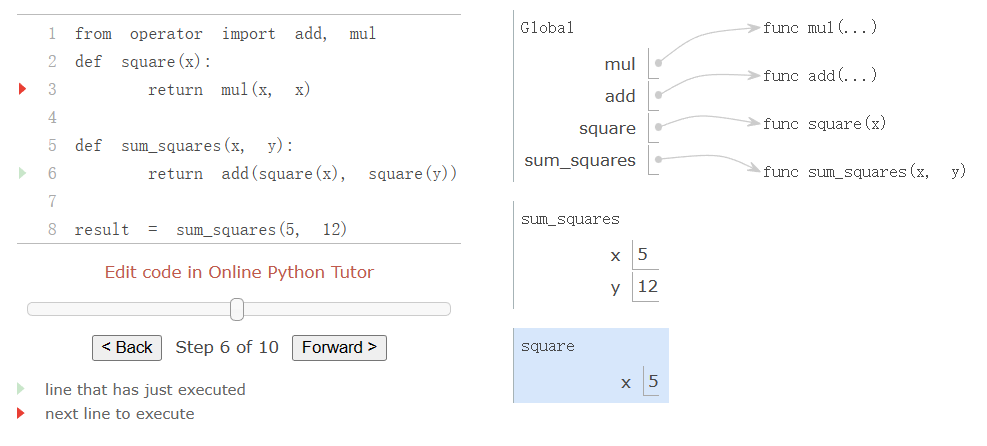 1 from operator import add, mul
2 def square(x):
3 return mul(x, x)
4
5 def sum_squares(x, y):
6 return add(square(x), square(y))
7
8 result = sum_squares(5, 12)
Edit code in Online Python Tutor
< Back Step 6 of 10 Forward >
line that has just executed
next line to execute
Global
mul
add
square
sum_squares
func mul(...)
func add(...)
func square(x)
func sum_squares(x, y)
sum_squares
x 5
y 12
square
x 5